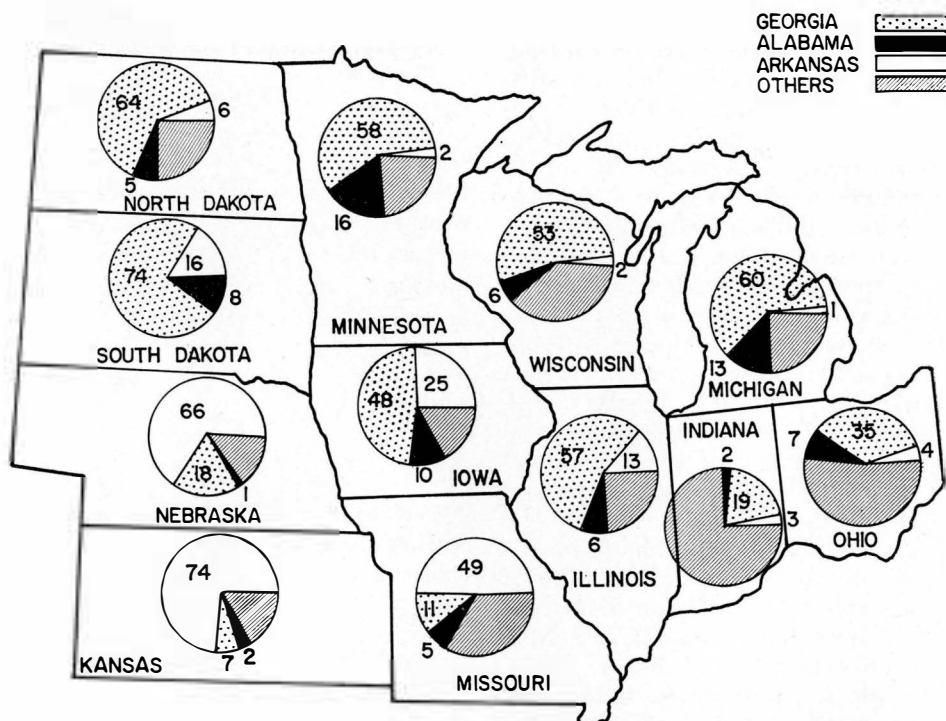 GEORGIA
ALABAMA
ARKANSAS
OTHERS
64
6
5
NORTH DAKOTA
58
2
16
MINNESOTA
74
16
8
SOUTH DAKOTA
53
2
6
WISCONSIN
60
1
13
MICHIGAN
66
18
1
NEBRASKA
48
25
10
IOWA
57
13
6
ILLINOIS
INDIANA
2
19
3
7
35
4
OHIO
74
7
2
KANSAS
49
11
5
MISSOURI